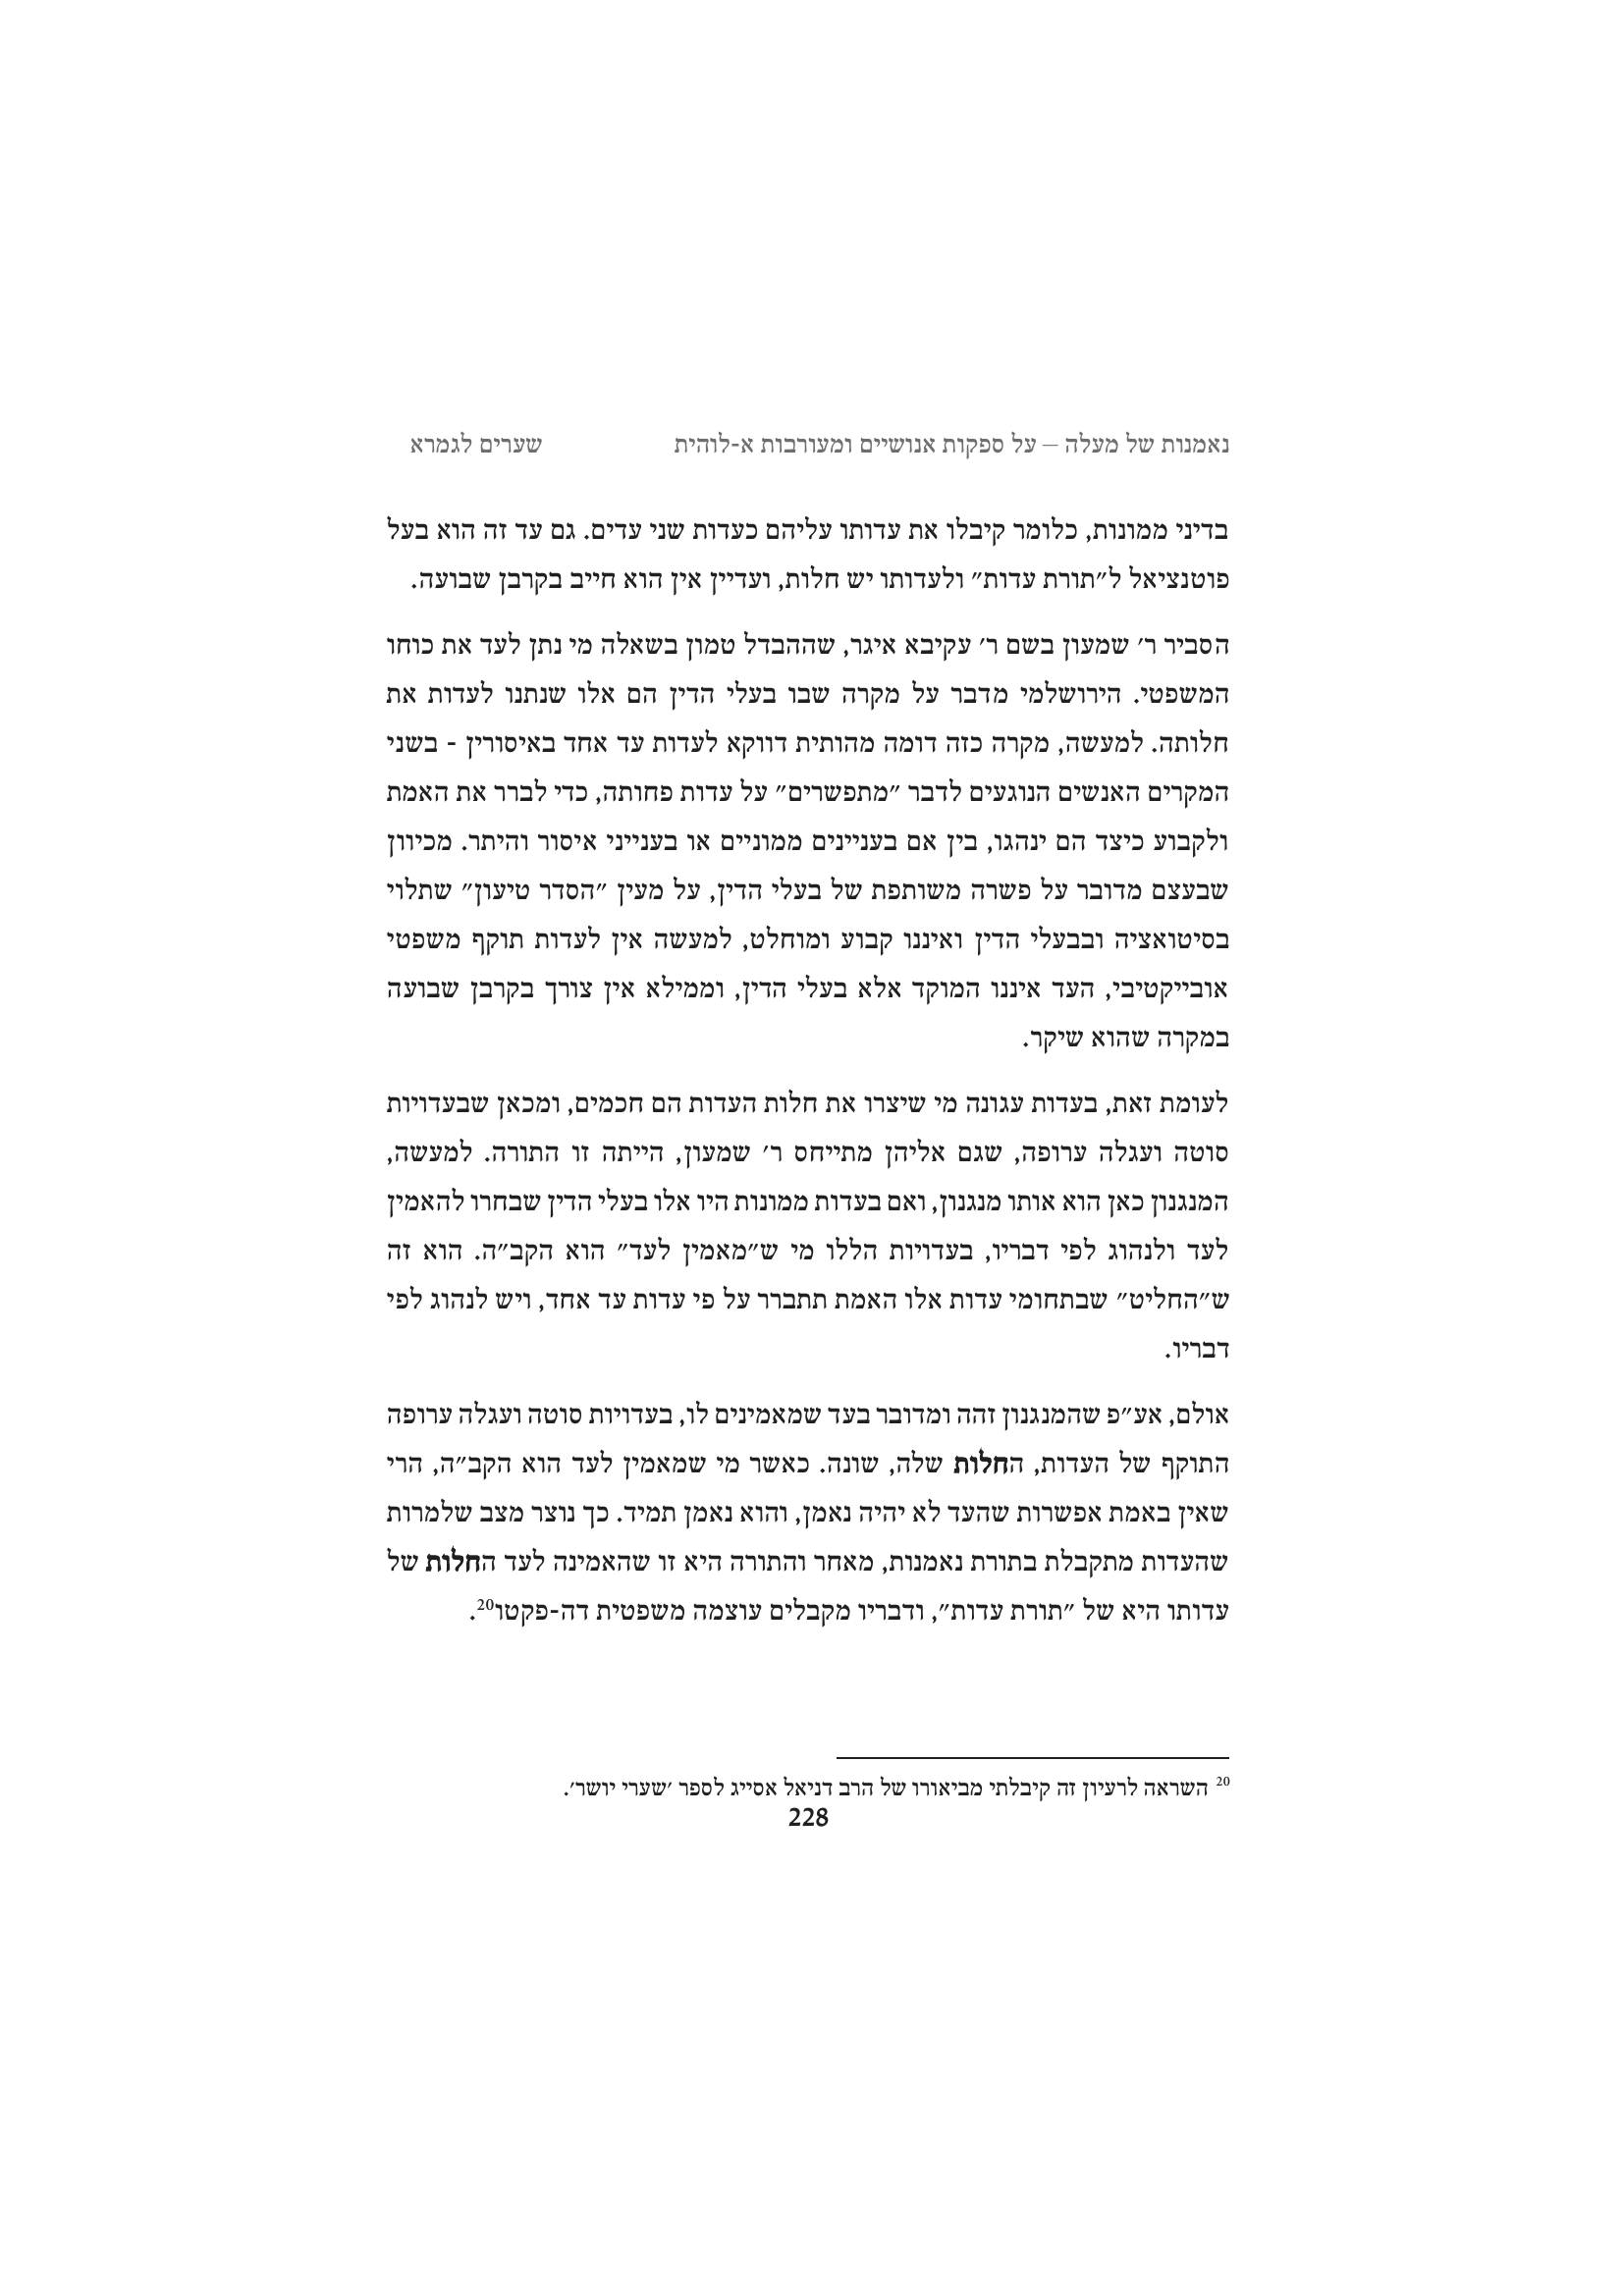 נאמנות של מעלה – על ספקות אנושיים ומעורבות א-לוהית שערים לגמרא
בדיני ממונות, כלומר קיבלו את עדותו עליהם כעדות שני עדים. גם עד זה הוא בעל
פוטנציאל ל״תורת עדות״ ולעדותו יש חלות, ועדיין אין הוא חייב בקרבן שבועה.
הסביר ר׳ שמעון בשם ר׳ עקיבא איגר, שההבדל טמון בשאלה מי נתן לעד את כוחו
המשפטי. הירושלמי מדבר על מקרה שבו בעלי הדין הם אלו שנתנו לעדות את
חלותה. למעשה, מקרה כזה דומה מהותית דווקא לעדות עד אחד באיסורין - בשני
המקרים האנשים הנוגעים לדבר ״מתפשרים״ על עדות פחותה, כדי לברר את האמת
ולקבוע כיצד הם ינהגו, בין אם בעניינים ממוניים או בענייני איסור והיתר. מכיוון
שבעצם מדובר על פשרה משותפת של בעלי הדין, על מעין ״הסדר טיעון״ שתלוי
בסיטואציה ובבעלי הדין ואיננו קבוע ומוחלט, למעשה אין לעדות תוקף משפטי
אובייקטיבי, העד איננו המוקד אלא בעלי הדין, וממילא אין צורך בקרבן שבועה
במקרה שהוא שיקר.
לעומת זאת, בעדות עגונה מי שיצרו את חלות העדות הם חכמים, ומכאן שבעדויות
סוטה ועגלה ערופה, שגם אליהן מתייחס ר׳ שמעון, הייתה זו התורה. למעשה,
המנגנון כאן הוא אותו מנגנון, ואם בעדות ממונות היו אלו בעלי הדין שבחרו להאמין
לעד ולנהוג לפי דבריו, בעדויות הללו מי ש״מאמין לעד״ הוא הקב״ה. הוא זה
ש״החליט״ שבתחומי עדות אלו האמת תתברר על פי עדות עד אחד, ויש לנהוג לפי
דבריו.
אולם, אע״פ שהמנגנון זהה ומדובר בעד שמאמינים לו, בעדויות סוטה ועגלה ערופה
התוקף של העדות, החלות שלה, שונה. כאשר מי שמאמין לעד הוא הקב״ה, הרי
שאין באמת אפשרות שהעד לא יהיה נאמן, והוא נאמן תמיד. כך נוצר מצב שלמרות
שהעדות מתקבלת בתורת נאמנות, מאחר והתורה היא זו שהאמינה לעד החלות של
עדותו היא של ״תורת עדות״, ודבריו מקבלים עוצמה משפטית דה-פקטו20.
20 השראה לרעיון זה קיבלתי מביאורו של הרב דניאל אסייג לספר ׳שערי יושר׳.
228